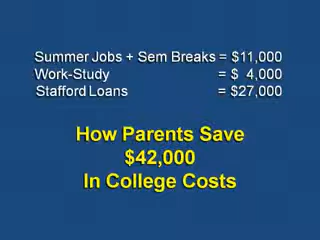 Summer Jobs + Sem Breaks = $11,000
Work-Study = $ 4,000
Stafford Loans = $27,000
How Parents Save
$42,000
In College Costs